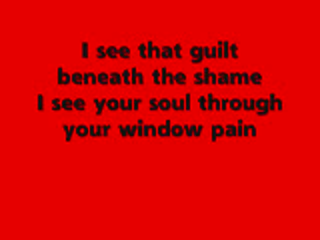 I see that guilt
beneath the shame
I see your soul through
your window pain